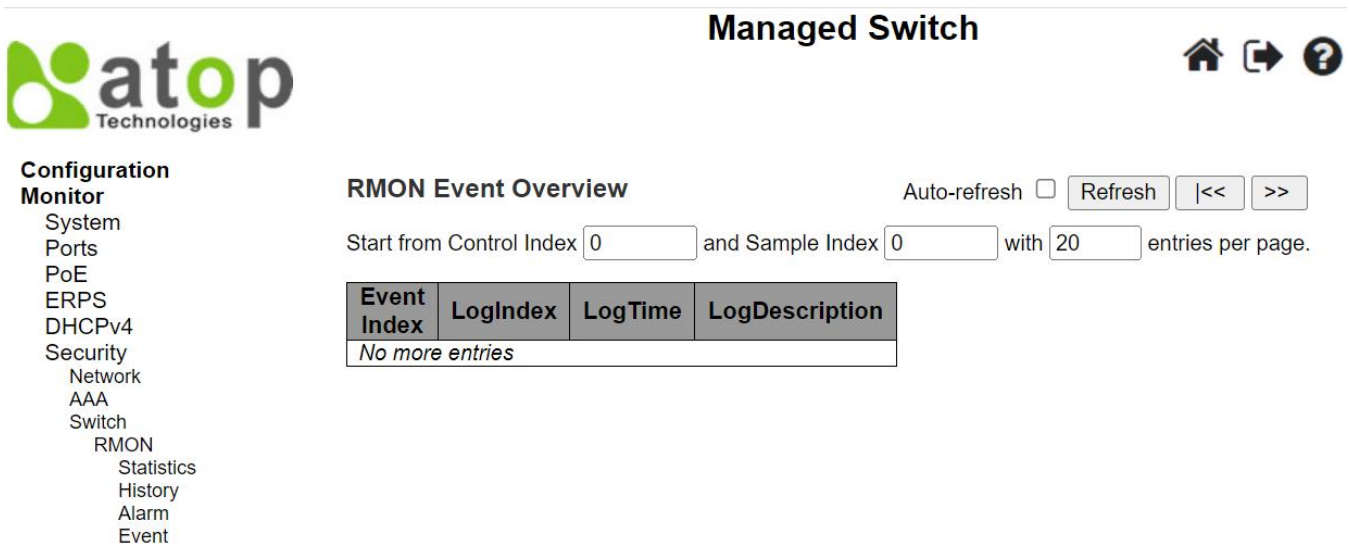 Managed Switch
atop
Technologies
Configuration
Monitor
System
Ports
PoE
ERPS
DHCPv4
Security
Network
AAA
Switch
RMON
Statistics
History
Alarm
Event
RMON Event Overview
Auto-refresh Refresh |<< >>
Start from Control Index 0 and Sample Index 0 with 20 entries per page.
Event Index LogIndex LogTime LogDescription
No more entries